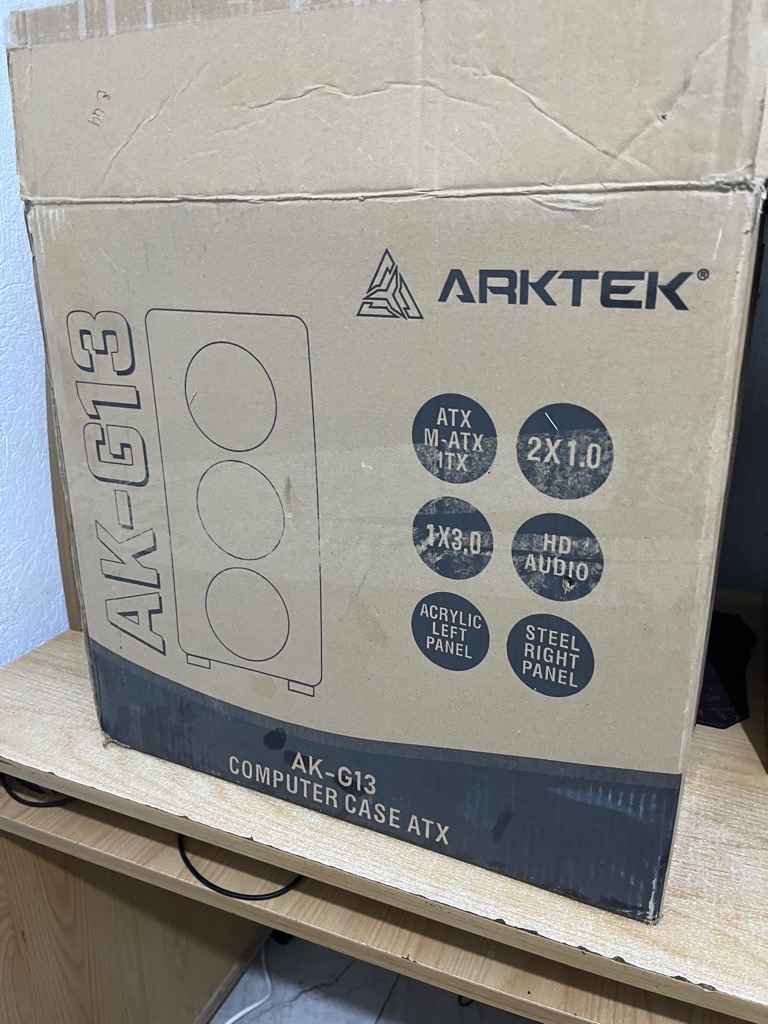 ARKTEK®
AK-G13
ATX
M-ATX
ITX
2X1.0
1X3.0
HD
AUDIO
ACRYLIC
LEFT
PANEL
STEEL
RIGHT
PANEL
AK-G13
COMPUTER CASE ATX